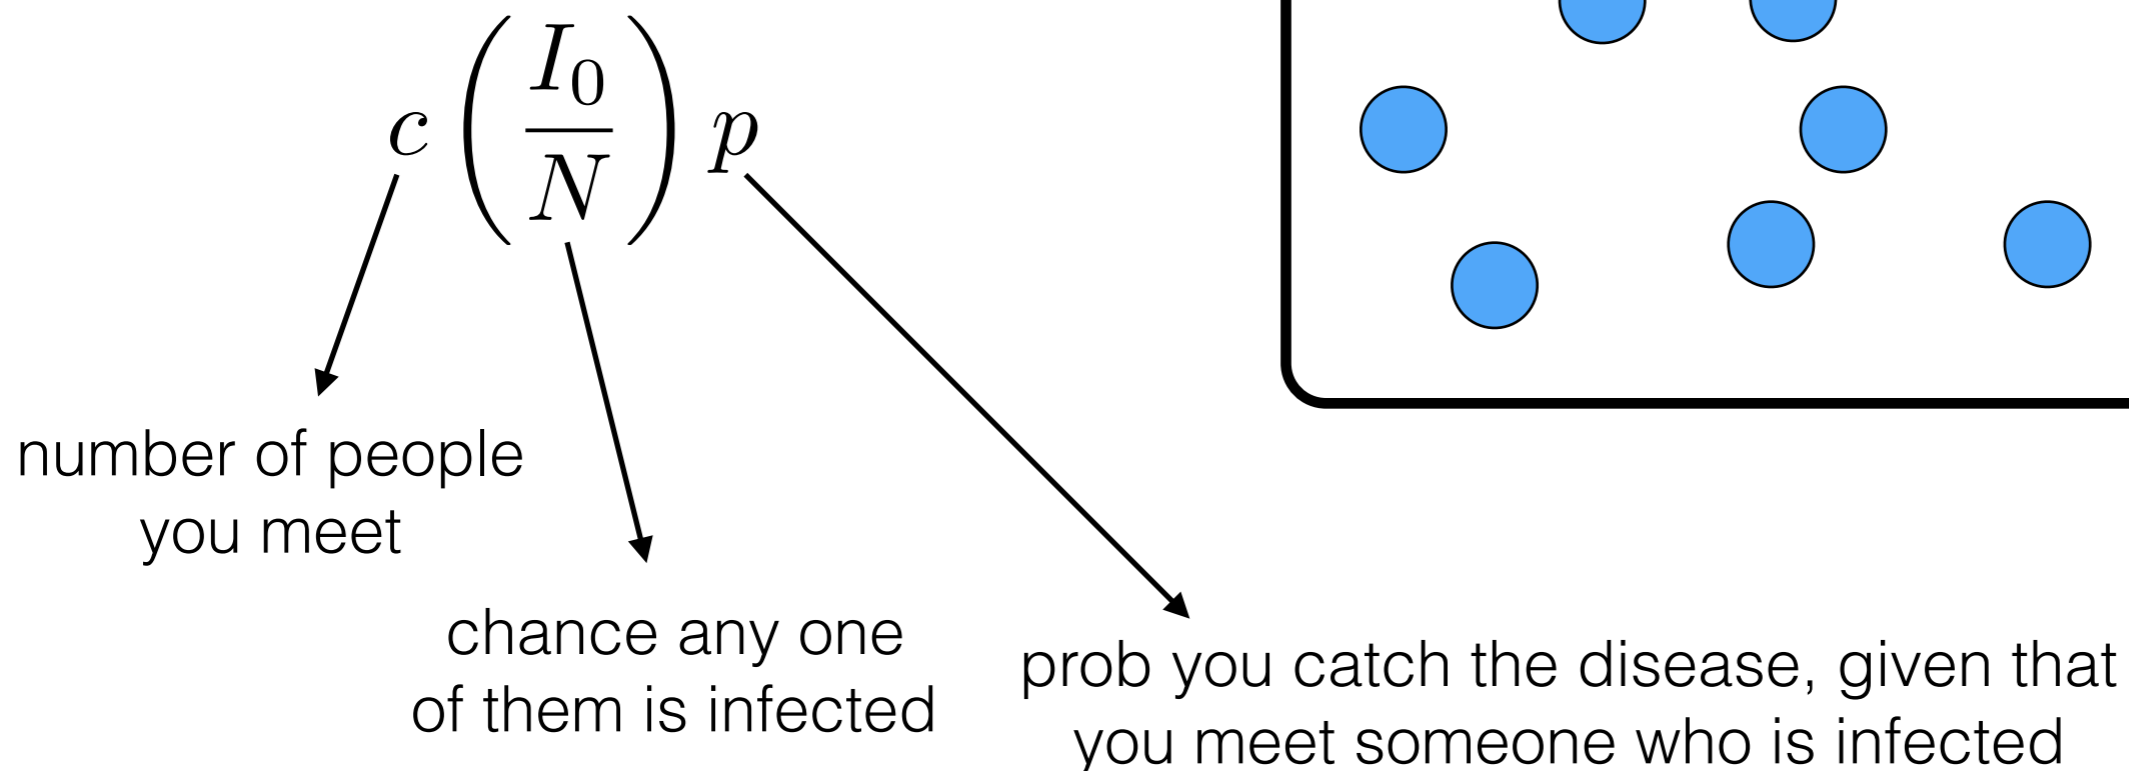 c (I₀/N) p
number of people
you meet
chance any one
of them is infected
prob you catch the disease, given that
you meet someone who is infected